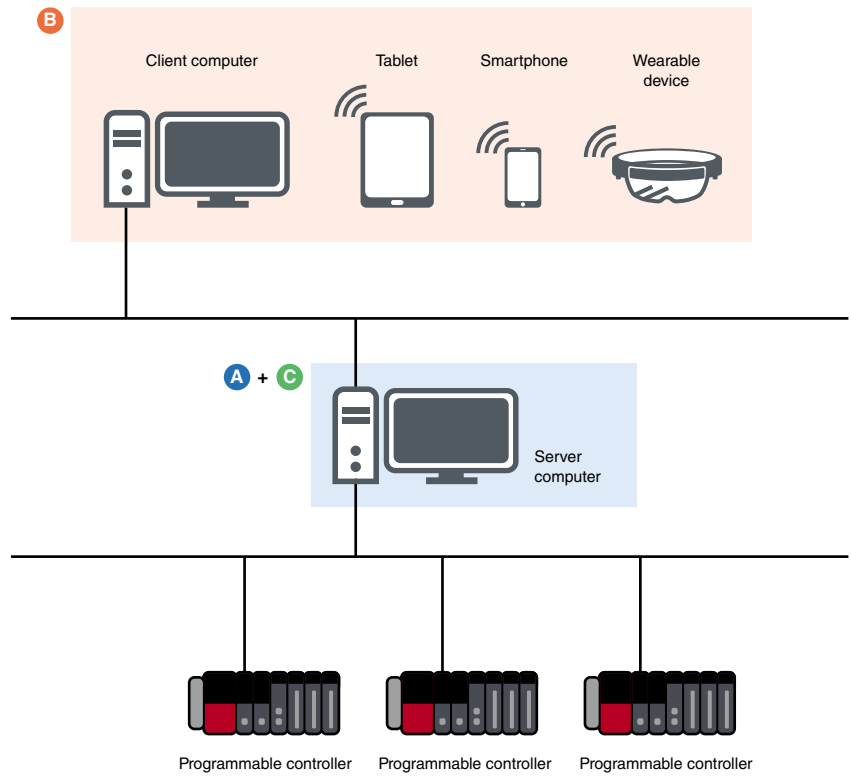 B
Client computer
Tablet
Smartphone
Wearable
device
A + C
Server
computer
Programmable controller
Programmable controller
Programmable controller